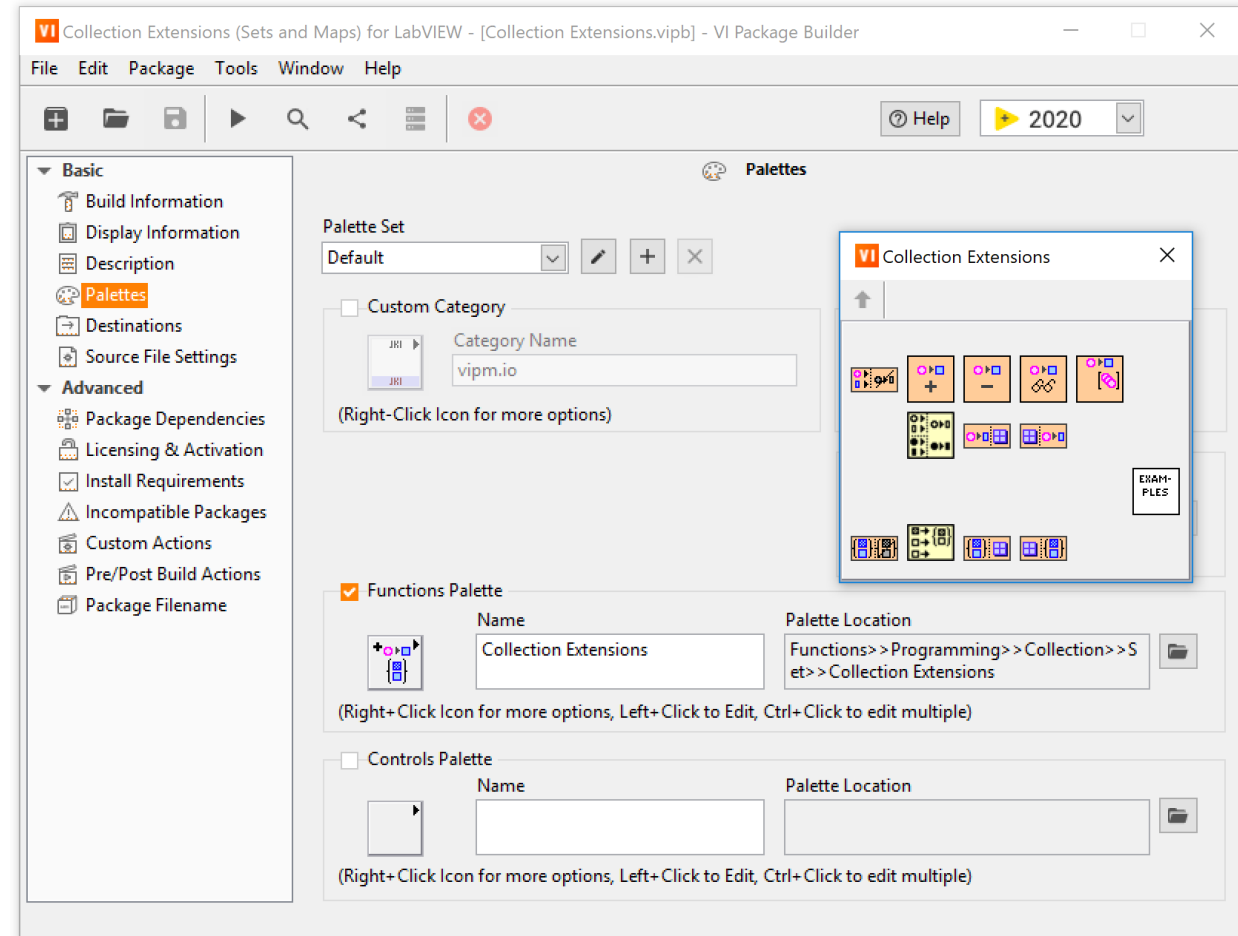 VI Collection Extensions (Sets and Maps) for LabVIEW - [Collection Extensions.vipb] - VI Package Builder
File Edit Package Tools Window Help
Help
2020
Basic
Build Information
Display Information
Description
Palettes
Destinations
Source File Settings
Advanced
Package Dependencies
Licensing & Activation
Install Requirements
Incompatible Packages
Custom Actions
Pre/Post Build Actions
Package Filename
Palettes
Palette Set
Default
Custom Category
JKI
JKI
Category Name
vipm.io
(Right-Click Icon for more options)
VI Collection Extensions
EXAM-
PLES
Functions Palette
Name
Collection Extensions
Palette Location
Functions>>Programming>>Collection>>S
et>>Collection Extensions
(Right+Click Icon for more options, Left+Click to Edit, Ctrl+Click to edit multiple)
Controls Palette
Name
Palette Location
(Right+Click Icon for more options, Left+Click to Edit, Ctrl+Click to edit multiple)